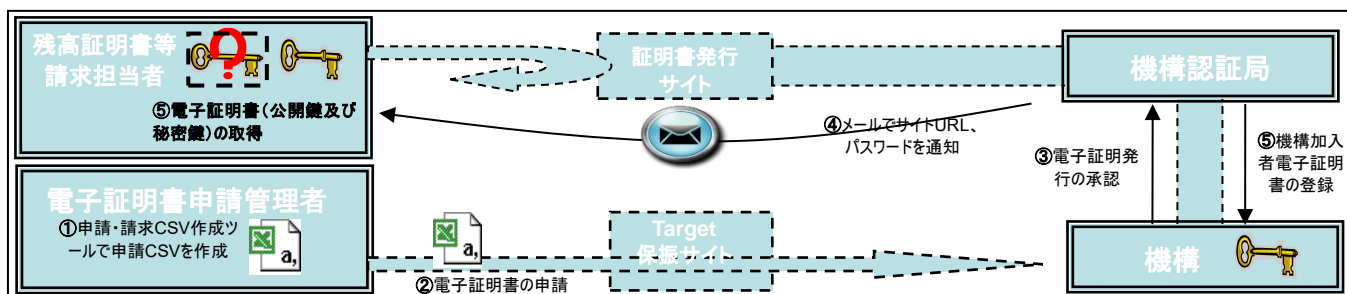 残高証明書等
請求担当者
?
⑤電子証明書（公開鍵及び
秘密鍵）の取得
証明書発行
サイト
機構認証局
④メールでサイトURL、
パスワードを通知
③電子証明発
行の承認
⑤機構加入
者電子証明
書の登録
電子証明書申請管理者
①申請・請求CSV作成ツ
ールで申請CSVを作成
a,
a,
②電子証明書の申請
Target
保振サイト
機構